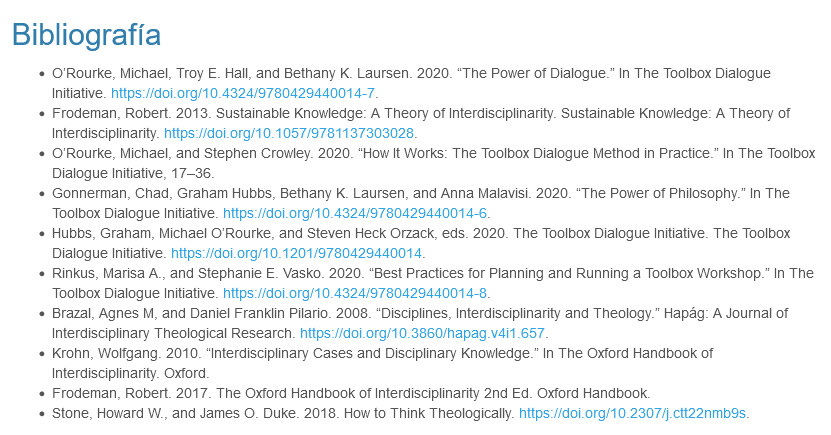 Bibliografía
• O’Rourke, Michael, Troy E. Hall, and Bethany K. Laursen. 2020. “The Power of Dialogue.” In The Toolbox Dialogue
Initiative. https://doi.org/10.4324/9780429440014-7.
• Frodeman, Robert. 2013. Sustainable Knowledge: A Theory of Interdisciplinarity. Sustainable Knowledge: A Theory of
Interdisciplinarity. https://doi.org/10.1057/9781137303028.
• O’Rourke, Michael, and Stephen Crowley. 2020. “How It Works: The Toolbox Dialogue Method in Practice.” In The Toolbox
Dialogue Initiative, 17–36.
• Gonnerman, Chad, Graham Hubbs, Bethany K. Laursen, and Anna Malavisi. 2020. “The Power of Philosophy.” In The
Toolbox Dialogue Initiative. https://doi.org/10.4324/9780429440014-6.
• Hubbs, Graham, Michael O’Rourke, and Steven Heck Orzack, eds. 2020. The Toolbox Dialogue Initiative. The Toolbox
Dialogue Initiative. https://doi.org/10.1201/9780429440014.
• Rinkus, Marisa A., and Stephanie E. Vasko. 2020. “Best Practices for Planning and Running a Toolbox Workshop.” In The
Toolbox Dialogue Initiative. https://doi.org/10.4324/9780429440014-8.
• Brazal, Agnes M, and Daniel Franklin Pilario. 2008. “Disciplines, Interdisciplinarity and Theology.” Hapág: A Journal of
Interdisciplinary Theological Research. https://doi.org/10.3860/hapag.v4i1.657.
• Krohn, Wolfgang. 2010. “Interdisciplinary Cases and Disciplinary Knowledge.” In The Oxford Handbook of
Interdisciplinarity. Oxford.
• Frodeman, Robert. 2017. The Oxford Handbook of Interdisciplinarity 2nd Ed. Oxford Handbook.
• Stone, Howard W., and James O. Duke. 2018. How to Think Theologically. https://doi.org/10.2307/j.ctt22nmb9s.